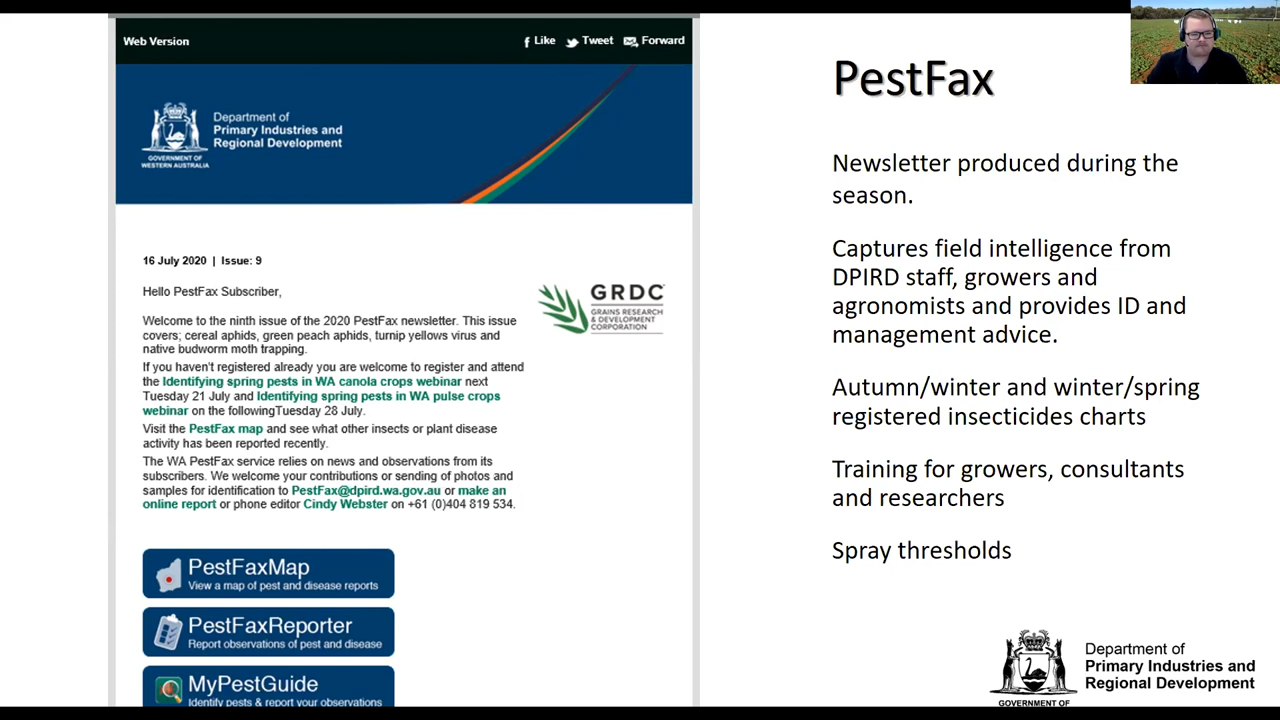 Web Version
Like Tweet Forward
Department of
Primary Industries and
Regional Development
GOVERNMENT OF
WESTERN AUSTRALIA
16 July 2020 | Issue: 9
Hello PestFax Subscriber,
GRDC
GRAINS RESEARCH
& DEVELOPMENT
CORPORATION
Welcome to the ninth issue of the 2020 PestFax newsletter. This issue
covers; cereal aphids, green peach aphids, turnip yellows virus and
native budworm moth trapping.
If you haven't registered already you are welcome to register and attend
the Identifying spring pests in WA canola crops webinar next
Tuesday 21 July and Identifying spring pests in WA pulse crops
webinar on the followingTuesday 28 July.
Visit the PestFax map and see what other insects or plant disease
activity has been reported recently.
The WA PestFax service relies on news and observations from its
subscribers. We welcome your contributions or sending of photos and
samples for identification to PestFax@dpird.wa.gov.au or make an
online report or phone editor Cindy Webster on +61 (0)404 819 534.
PestFaxMap
View a map of pest and disease reports
PestFaxReporter
Report observations of pest and disease
MyPestGuide
Identify pests & report your observations
PestFax
Newsletter produced during the
season.
Captures field intelligence from
DPIRD staff, growers and
agronomists and provides ID and
management advice.
Autumn/winter and winter/spring
registered insecticides charts
Training for growers, consultants
and researchers
Spray thresholds
Department of
Primary Industries and
Regional Development
GOVERNMENT OF